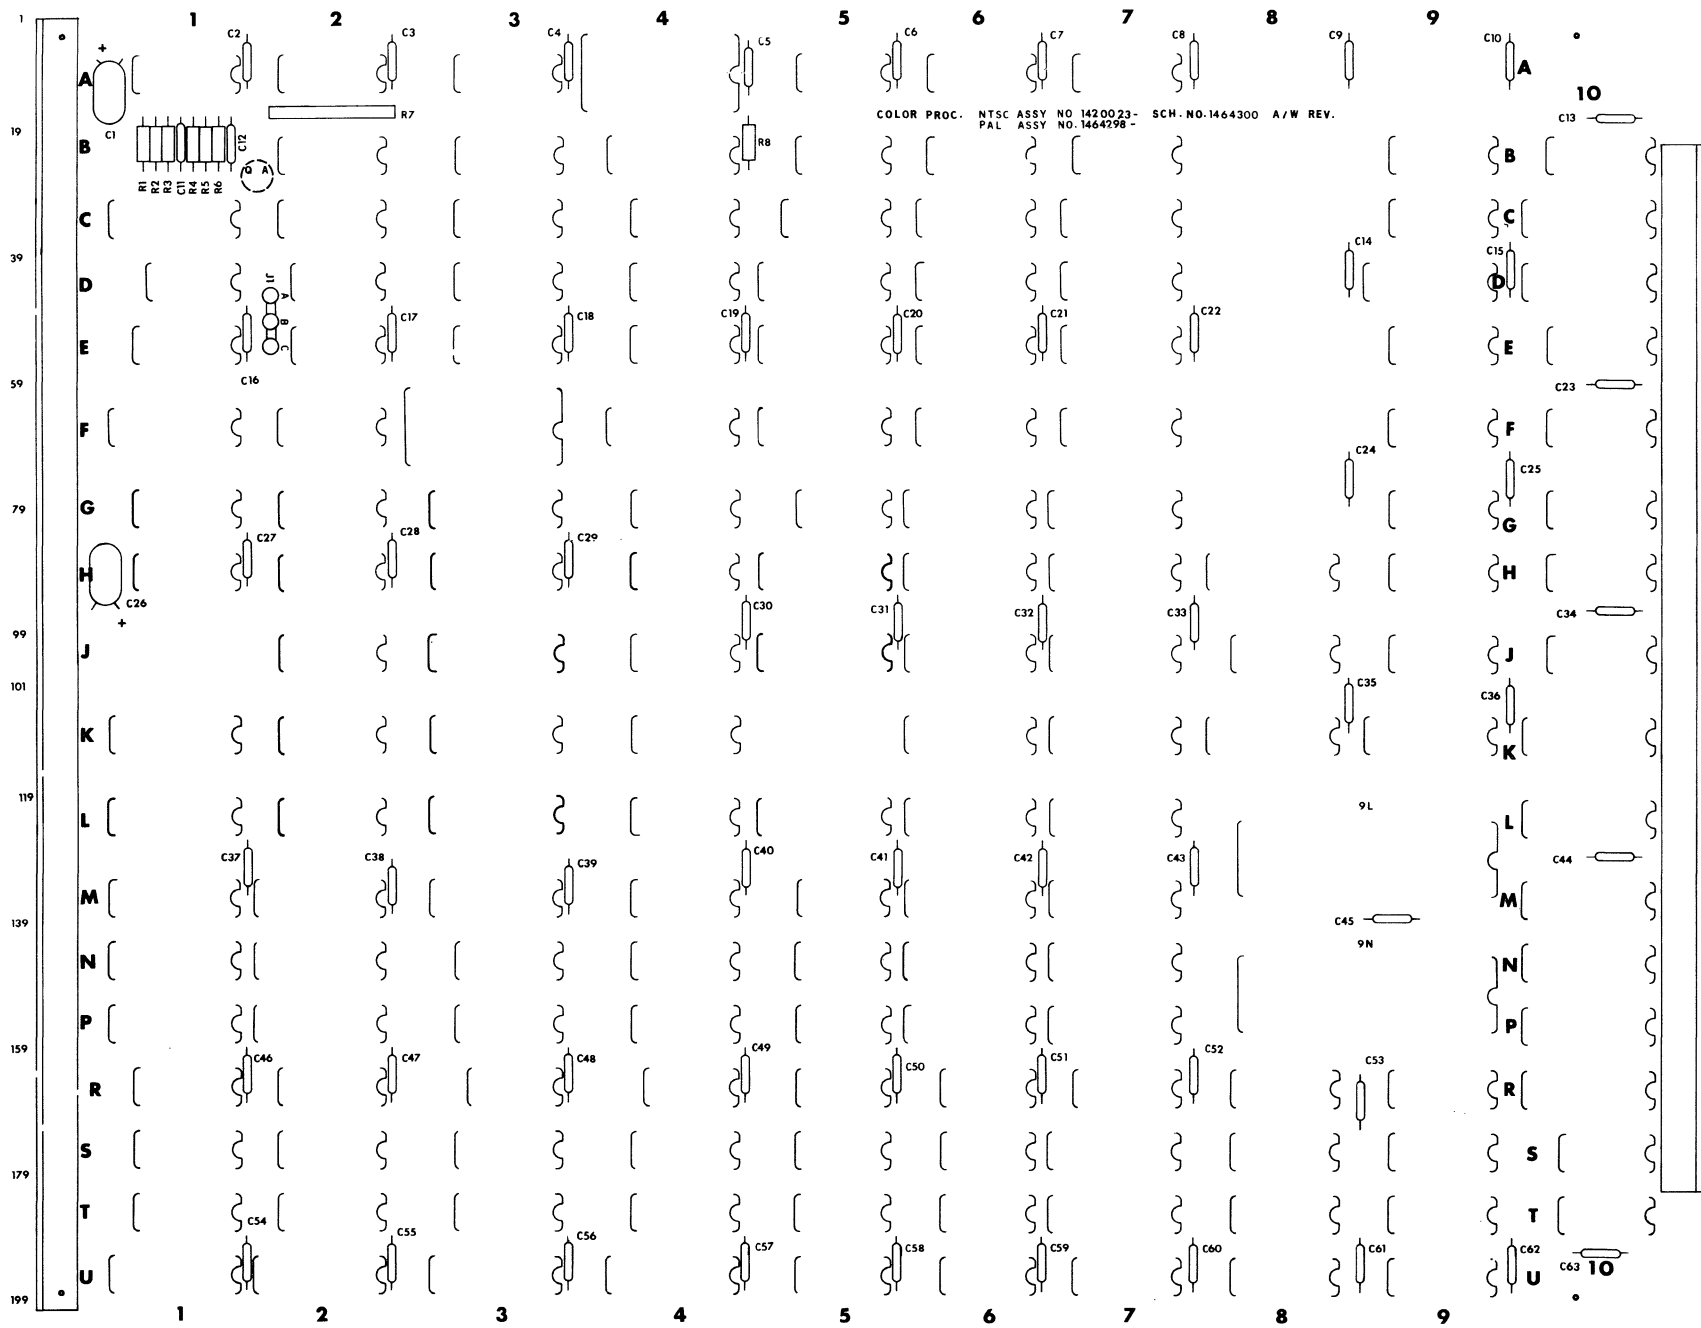 1 1 2 3 4 5 6 7 8 9
C2 C3 C4 C5 C6 C7 C8 C9 C10
+
A A
C1 R7 10
COLOR PROC. NTSC ASSY NO 1420023- SCH. NO. 1464300 A/W REV.
PAL ASSY NO. 1464298 -
C13
19
B C12 R8 B
Q A
R1 R2 R3 C11 R4 R5 R6
C C
C14
39 C15
D J1 A D
B C17 C18 C19 C20 C21 C22
E C E
C16
59 C23
F F
C24
C25
79 G G
C27 C28 C29
H H
C26 C30 C31 C32 C33 C34
+
99
J J
101 C35 C36
K K
119 9L
L L
C37 C38 C39 C40 C41 C42 C43 C44
M M
139 C45
9N
N N
P P
159
C46 C47 C48 C49 C50 C51 C52 C53
R R
S S
179
T T
C54 C55 C56 C57 C58 C59 C60 C61 C62
U U C63 10
199
1 2 3 4 5 6 7 8 9